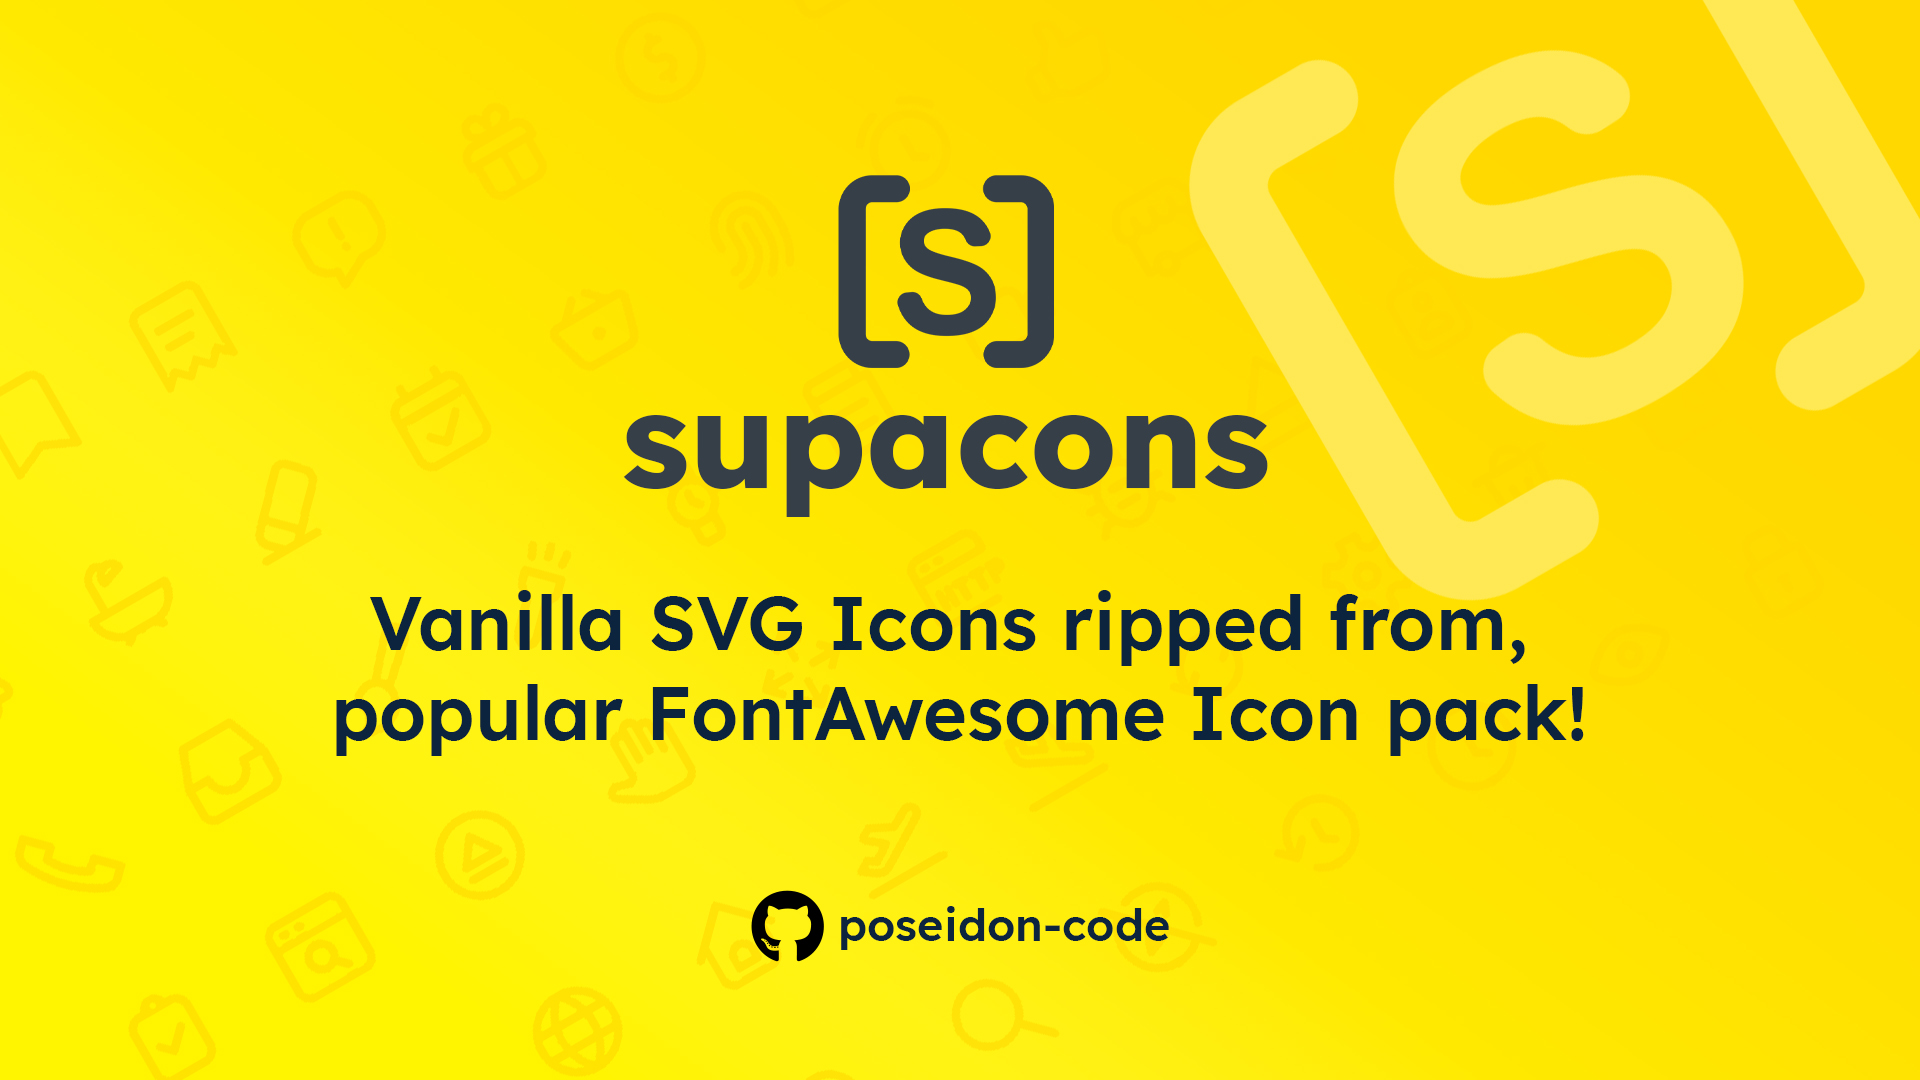 [S]
supacons
Vanilla SVG Icons ripped from,
popular FontAwesome Icon pack!
poseidon-code